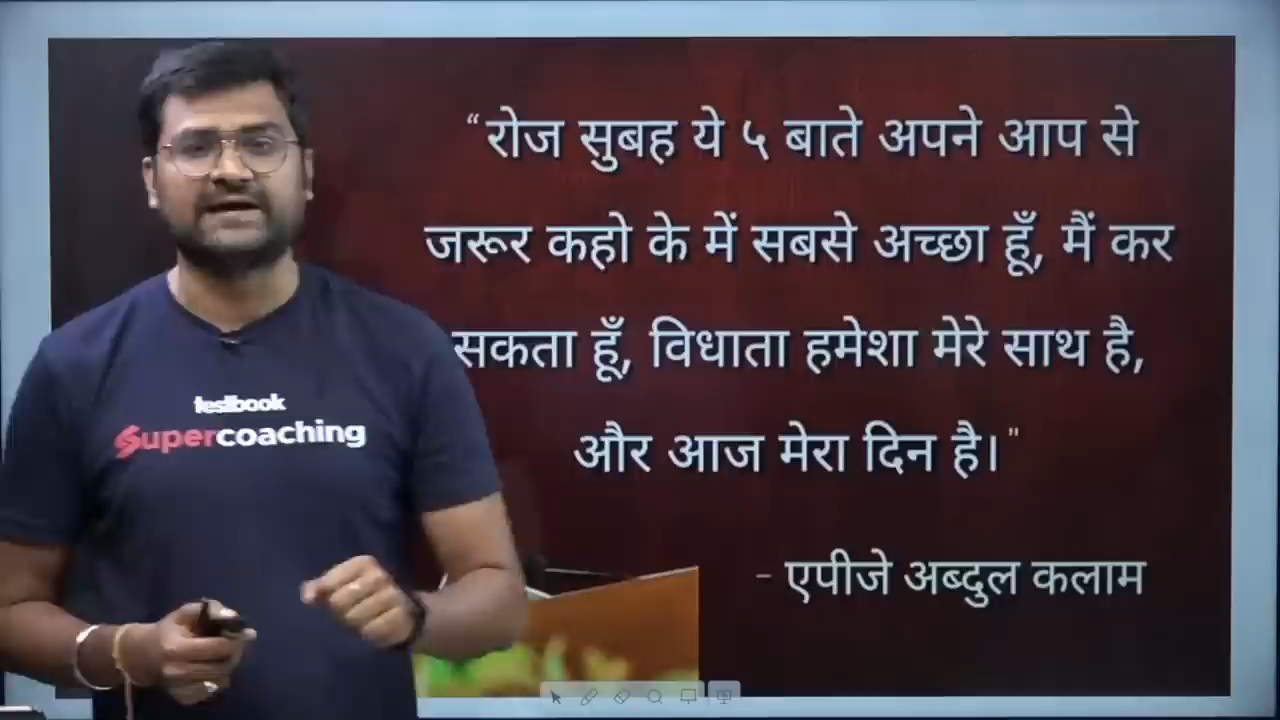 “रोज सुबह ये ५ बाते अपने आप से
जरूर कहो के में सबसे अच्छा हूँ, मैं कर
सकता हूँ, विधाता हमेशा मेरे साथ है,
और आज मेरा दिन है।"
- एपीजे अब्दुल कलाम
testbook
Supercoaching